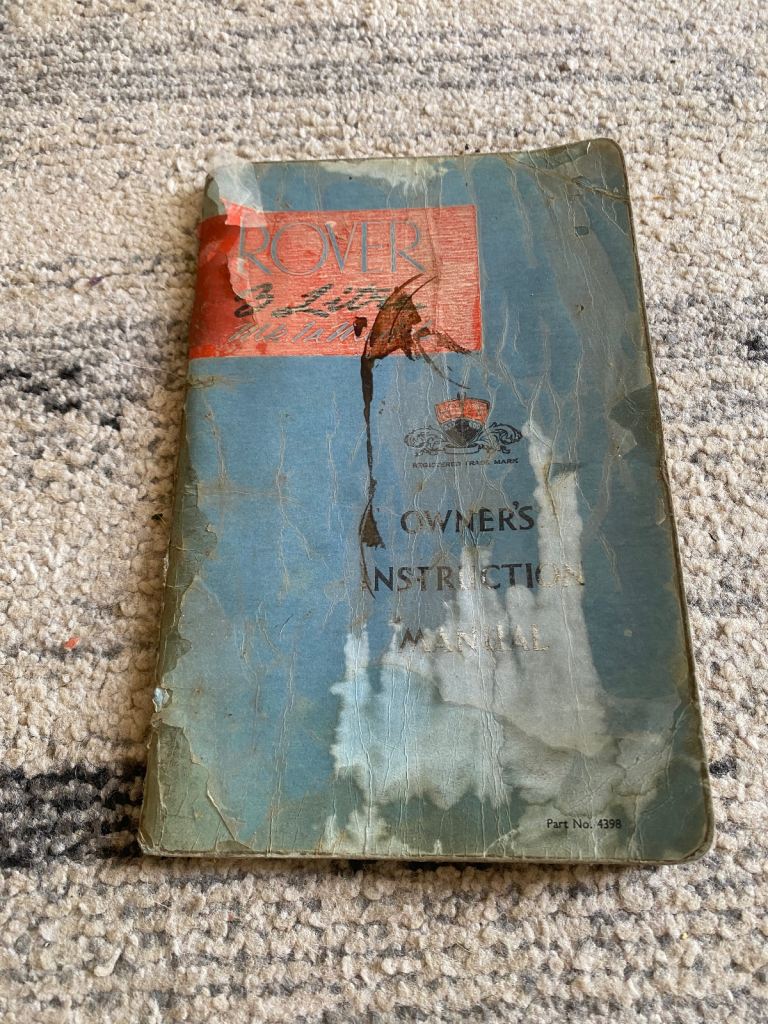 ROVER
3 Litre
REGISTERED TRADE MARK
OWNER'S
INSTRUCTION
MANUAL
Part No. 4398